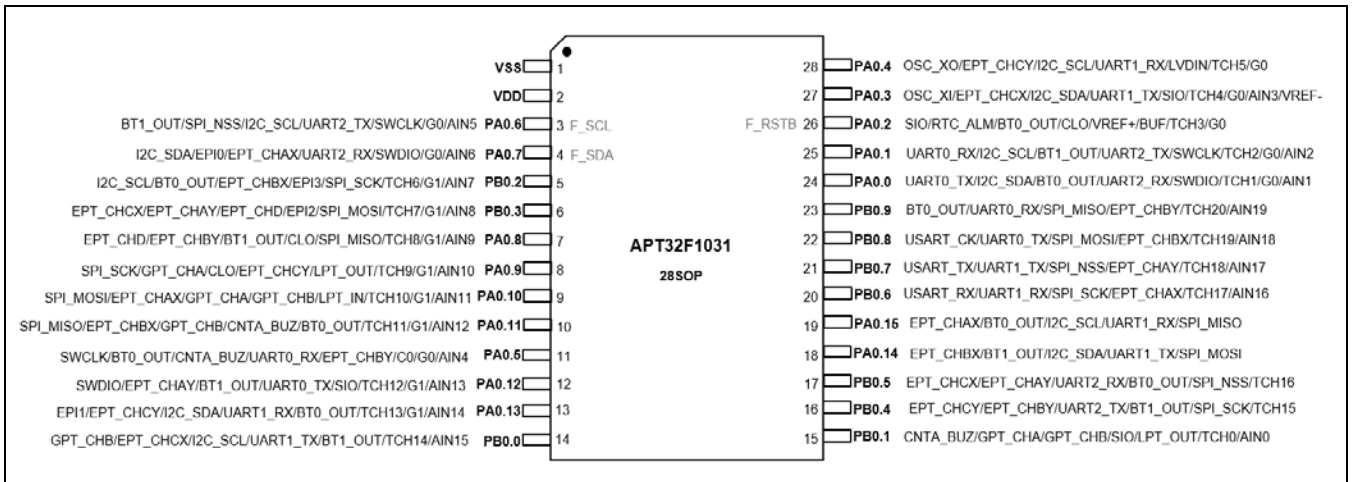 VSS 1
VDD 2
BT1_OUT/SPI_NSS/I2C_SCL/UART2_TX/SWCLK/G0/AIN5 PA0.6 3 F_SCL
I2C_SDA/EPI0/EPT_CHAX/UART2_RX/SWDIO/G0/AIN6 PA0.7 4 F_SDA
I2C_SCL/BT0_OUT/EPT_CHBX/EPI3/SPI_SCK/TCH6/G1/AIN7 PB0.2 5
EPT_CHCX/EPT_CHAY/EPT_CHD/EPI2/SPI_MOSI/TCH7/G1/AIN8 PB0.3 6
EPT_CHD/EPT_CHBY/BT1_OUT/CLO/SPI_MISO/TCH8/G1/AIN9 PA0.8 7
SPI_SCK/GPT_CHA/CLO/EPT_CHCY/LPT_OUT/TCH9/G1/AIN10 PA0.9 8
SPI_MOSI/EPT_CHAX/GPT_CHA/GPT_CHB/LPT_IN/TCH10/G1/AIN11 PA0.10 9
SPI_MISO/EPT_CHBX/GPT_CHB/CNTA_BUZ/BT0_OUT/TCH11/G1/AIN12 PA0.11 10
SWCLK/BT0_OUT/CNTA_BUZ/UART0_RX/EPT_CHBY/C0/G0/AIN4 PA0.5 11
SWDIO/EPT_CHAY/BT1_OUT/UART0_TX/SIO/TCH12/G1/AIN13 PA0.12 12
EPI1/EPT_CHCY/I2C_SDA/UART1_RX/BT0_OUT/TCH13/G1/AIN14 PA0.13 13
GPT_CHB/EPT_CHCX/I2C_SCL/UART1_TX/BT1_OUT/TCH14/AIN15 PB0.0 14
APT32F1031
28SOP
28 PA0.4 OSC_XO/EPT_CHCY/I2C_SCL/UART1_RX/LVDIN/TCH5/G0
27 PA0.3 OSC_XI/EPT_CHCX/I2C_SDA/UART1_TX/SIO/TCH4/G0/AIN3/VREF-
F_RSTB 26 PA0.2 SIO/RTC_ALM/BT0_OUT/CLO/VREF+/BUF/TCH3/G0
25 PA0.1 UART0_RX/I2C_SCL/BT1_OUT/UART2_TX/SWCLK/TCH2/G0/AIN2
24 PA0.0 UART0_TX/I2C_SDA/BT0_OUT/UART2_RX/SWDIO/TCH1/G0/AIN1
23 PB0.9 BT0_OUT/UART0_RX/SPI_MISO/EPT_CHBY/TCH20/AIN19
22 PB0.8 USART_CK/UART0_TX/SPI_MOSI/EPT_CHBX/TCH19/AIN18
21 PB0.7 USART_TX/UART1_TX/SPI_NSS/EPT_CHAY/TCH18/AIN17
20 PB0.6 USART_RX/UART1_RX/SPI_SCK/EPT_CHAX/TCH17/AIN16
19 PA0.15 EPT_CHAX/BT0_OUT/I2C_SCL/UART1_RX/SPI_MISO
18 PA0.14 EPT_CHBX/BT1_OUT/I2C_SDA/UART1_TX/SPI_MOSI
17 PB0.5 EPT_CHCX/EPT_CHAY/UART2_RX/BT0_OUT/SPI_NSS/TCH16
16 PB0.4 EPT_CHCY/EPT_CHBY/UART2_TX/BT1_OUT/SPI_SCK/TCH15
15 PB0.1 CNTA_BUZ/GPT_CHA/GPT_CHB/SIO/LPT_OUT/TCH0/AIN0